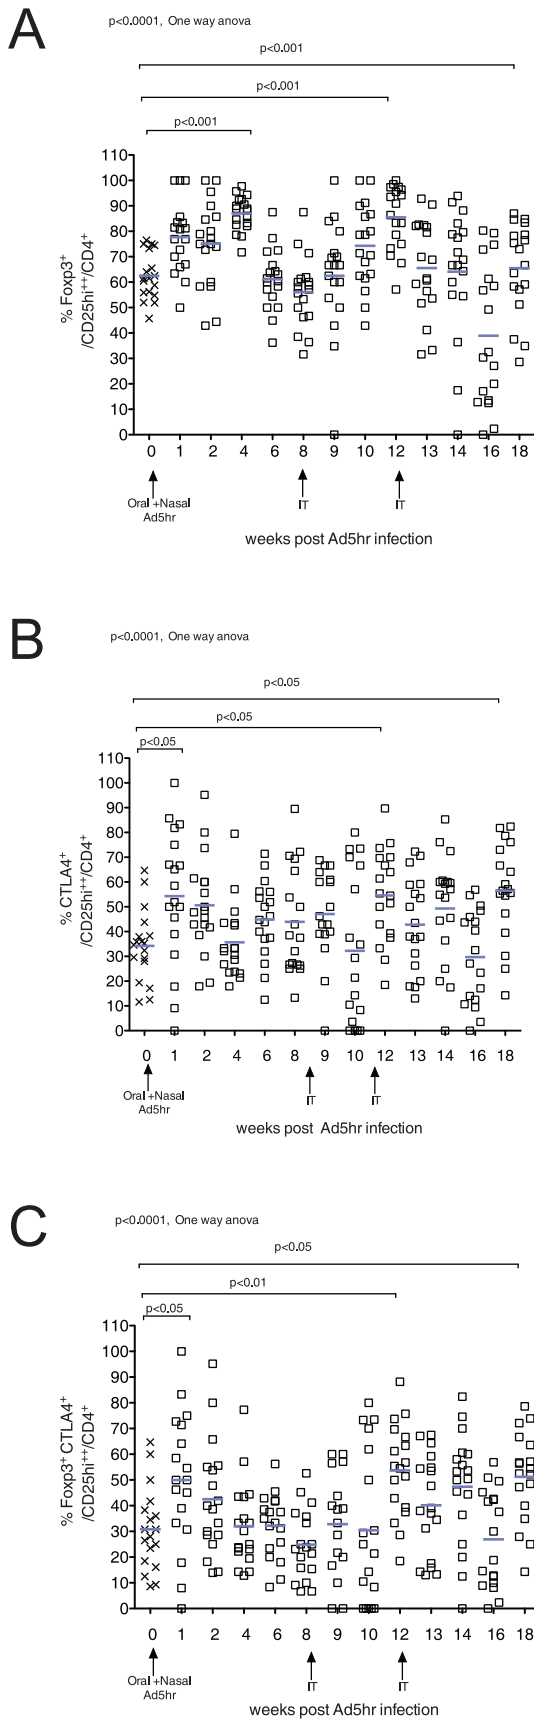 A
p<0.0001, One way anova
p<0.001
p<0.001
p<0.001
% Foxp3+
/CD25hi++/CD4+
110
100
90
80
70
60
50
40
30
20
10
0
0 1 2 4 6 8 9 10 12 13 14 16 18
Oral +Nasal
Ad5hr
IT
IT
weeks post Ad5hr infection
B
p<0.0001, One way anova
p<0.05
p<0.05
p<0.05
% CTLA4+
/CD25hi++/CD4+
110
100
90
80
70
60
50
40
30
20
10
0
0 1 2 4 6 8 9 10 12 13 14 16 18
Oral +Nasal
Ad5hr
IT
IT
weeks post Ad5hr infection
C
p<0.0001, One way anova
p<0.05
p<0.01
p<0.05
% Foxp3+ CTLA4+
/CD25hi++/CD4+
110
100
90
80
70
60
50
40
30
20
10
0
0 1 2 4 6 8 9 10 12 13 14 16 18
Oral +Nasal
Ad5hr
IT
IT
weeks post Ad5hr infection